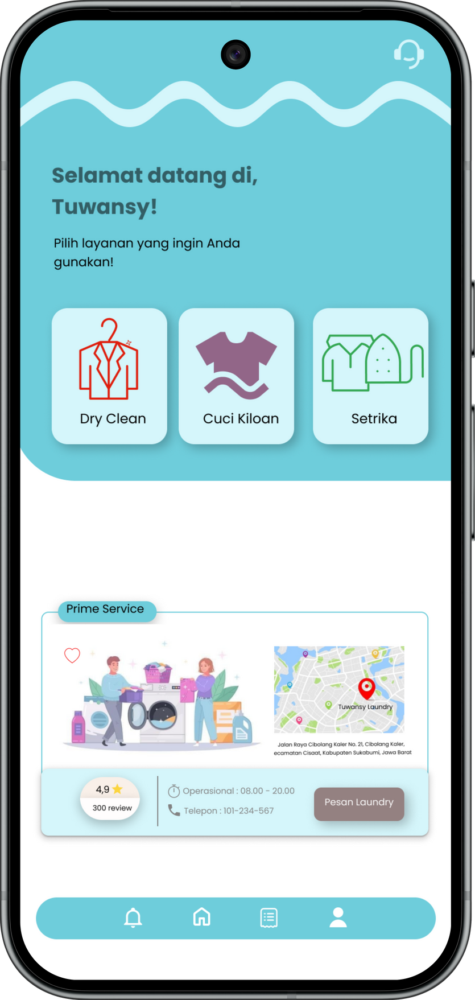 Selamat datang di,
Tuwansy!
Pilih layanan yang ingin Anda
gunakan!
Dry Clean
Cuci Kiloan
Setrika
Prime Service
Tuwansy Laundry
Jalan Raya Cibolang Kaler No. 21, Cibolang Kaler,
ecamatan Cisaat, Kabupaten Sukabumi, Jawa Barat
4,9
300 review
Operasional : 08.00 - 20.00
Telepon : 101-234-567
Pesan Laundry